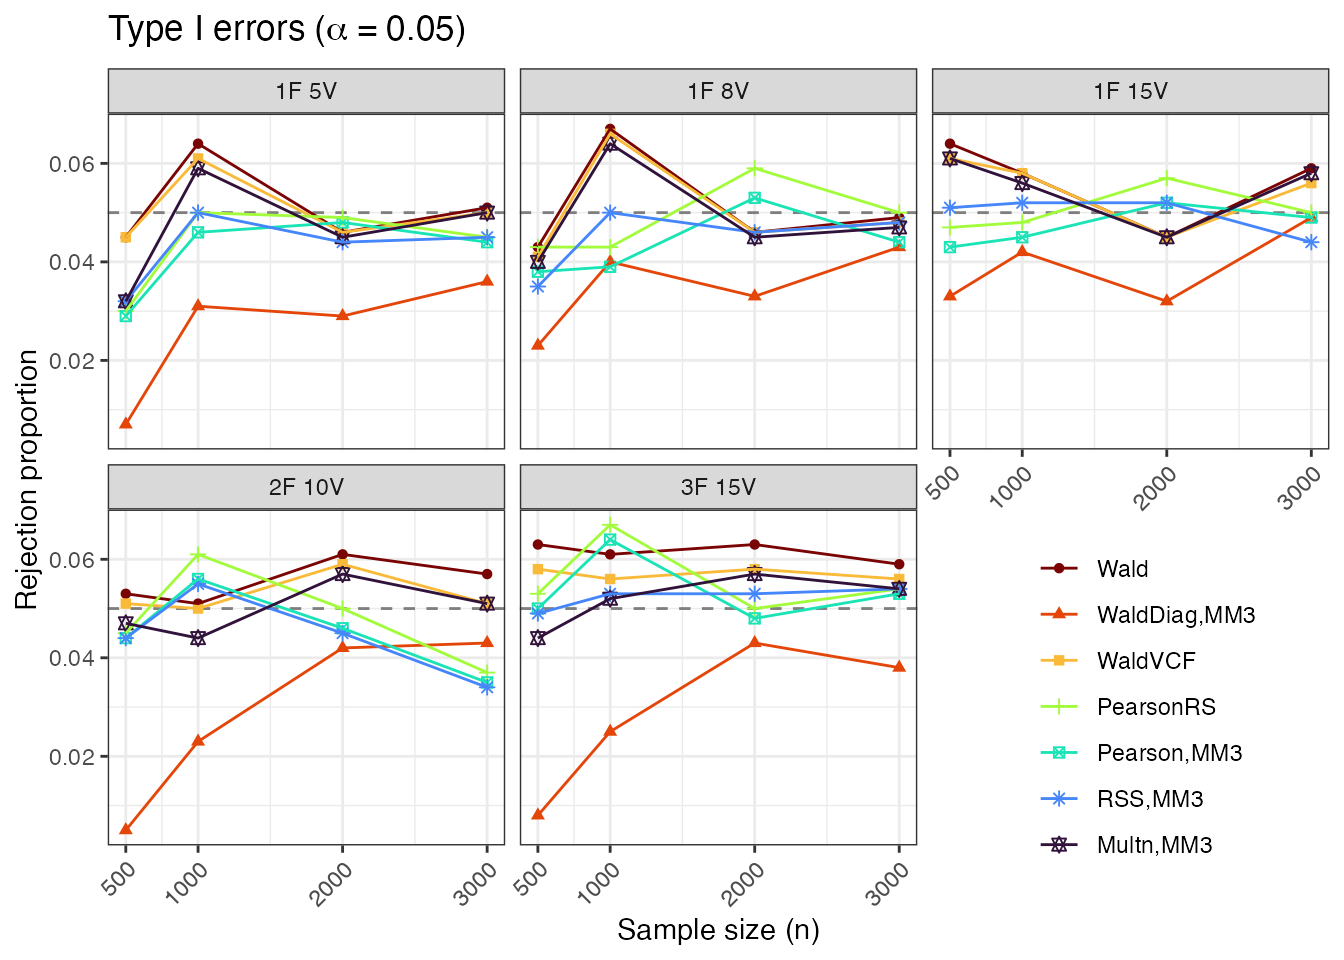 Type I errors (α = 0.05)
1F 5V
1F 8V
1F 15V
0.06
0.04
0.02
500
1000
2000
3000
2F 10V
3F 15V
0.06
0.04
0.02
500
1000
2000
3000
500
1000
2000
3000
Rejection proportion
Sample size (n)
Wald
WaldDiag,MM3
WaldVCF
PearsonRS
Pearson,MM3
RSS,MM3
Multn,MM3